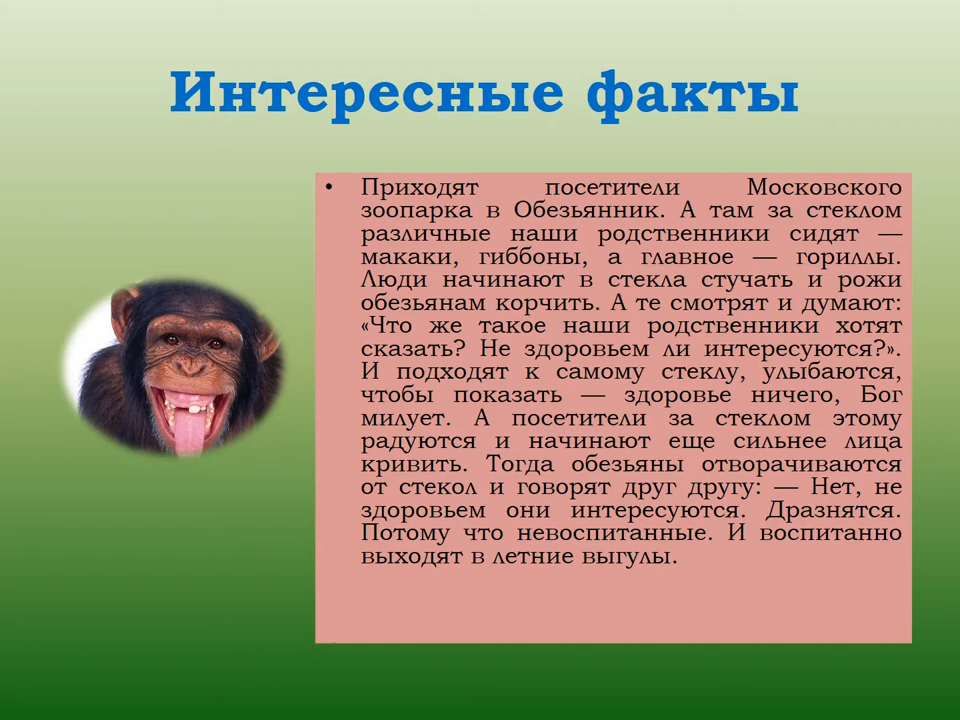 Интересные факты
• Приходят посетители Московского
зоопарка в Обезьянник. А там за стеклом
различные наши родственники сидят —
макаки, гиббоны, а главное — гориллы.
Люди начинают в стекла стучать и рожи
обезьянам корчить. А те смотрят и думают:
«Что же такое наши родственники хотят
сказать? Не здоровьем ли интересуются?».
И подходят к самому стеклу, улыбаются,
чтобы показать — здоровье ничего, Бог
милует. А посетители за стеклом этому
радуются и начинают еще сильнее лица
кривить. Тогда обезьяны отворачиваются
от стекол и говорят друг другу: — Нет, не
здоровьем они интересуются. Дразнятся.
Потому что невоспитанные. И воспитанно
выходят в летние выгулы.